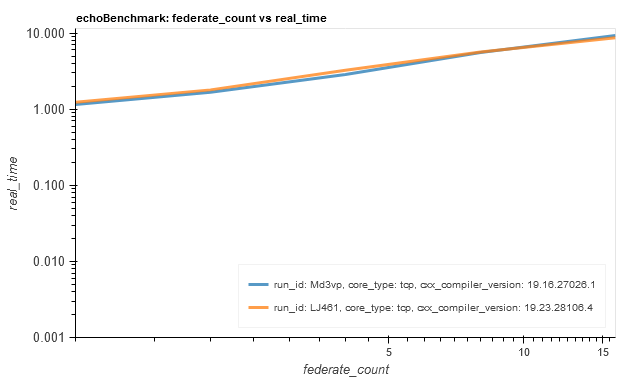 echoBenchmark: federate_count vs real_time
10.000
1.000
0.100
0.010
0.001
real_time
run_id: Md3vp, core_type: tcp, cxx_compiler_version: 19.16.27026.1
run_id: LJ461, core_type: tcp, cxx_compiler_version: 19.23.28106.4
5
10
15
federate_count